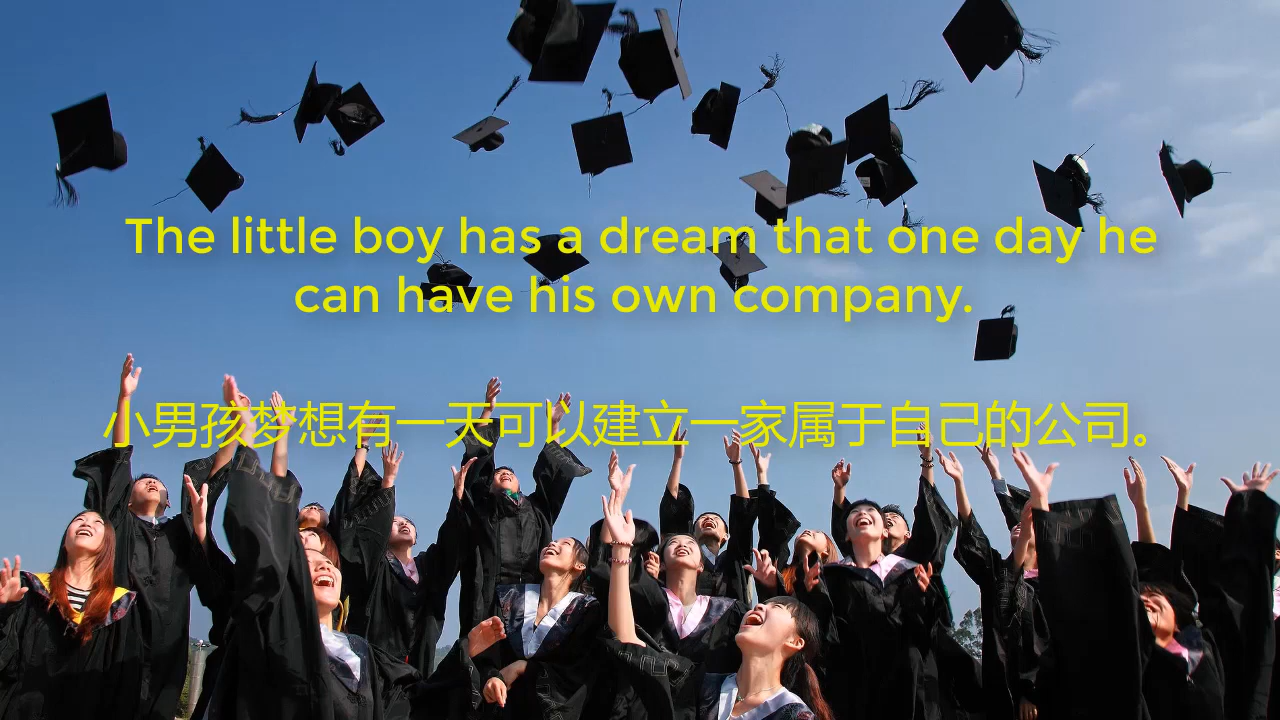 The little boy has a dream that one day he
can have his own company.
小男孩梦想有一天可以建立一家属于自己的公司。